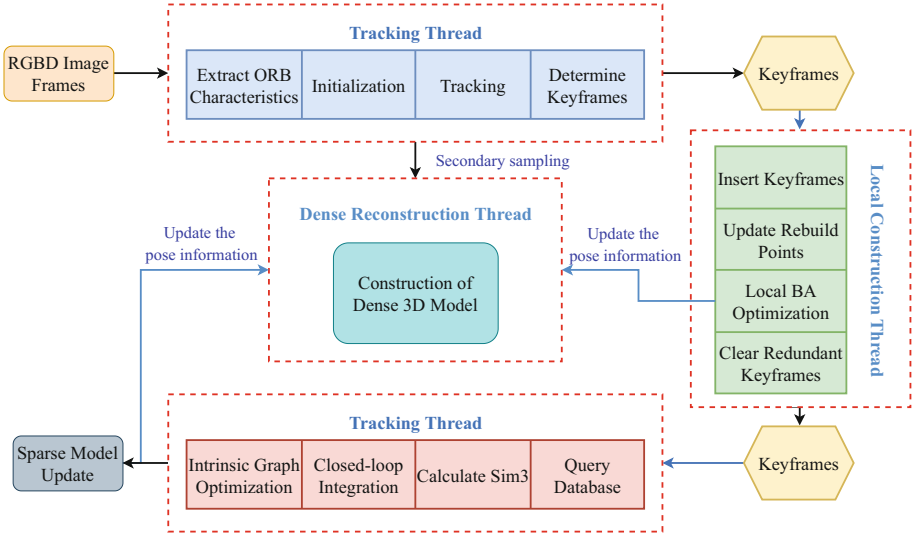 RGBD Image
Frames
Tracking Thread
Extract ORB
Characteristics
Initialization
Tracking
Determine
Keyframes
Keyframes
Secondary sampling
Local Construction Thread
Insert Keyframes
Update Rebuild
Points
Local BA
Optimization
Clear Redundant
Keyframes
Dense Reconstruction Thread
Construction of
Dense 3D Model
Update the
pose information
Update the
pose information
Keyframes
Tracking Thread
Intrinsic Graph
Optimization
Closed-loop
Integration
Calculate Sim3
Query
Database
Sparse Model
Update